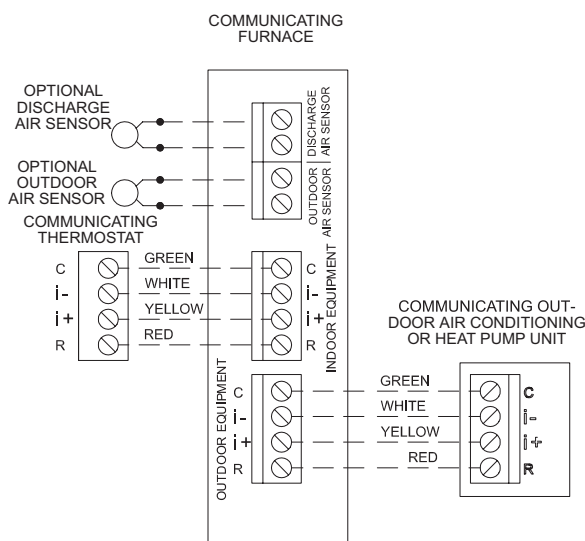 COMMUNICATING
FURNACE
OPTIONAL
DISCHARGE
AIR SENSOR
DISCHARGE
AIR SENSOR
OPTIONAL
OUTDOOR
AIR SENSOR
OUTDOOR
AIR SENSOR
COMMUNICATING
THERMOSTAT
C GREEN C
i- WHITE i-
i+ YELLOW i+
R RED R
INDOOR EQUIPMENT
COMMUNICATING OUT-
DOOR AIR CONDITIONING
OR HEAT PUMP UNIT
OUTDOOR EQUIPMENT
C GREEN C
i- WHITE i-
i+ YELLOW i+
R RED R